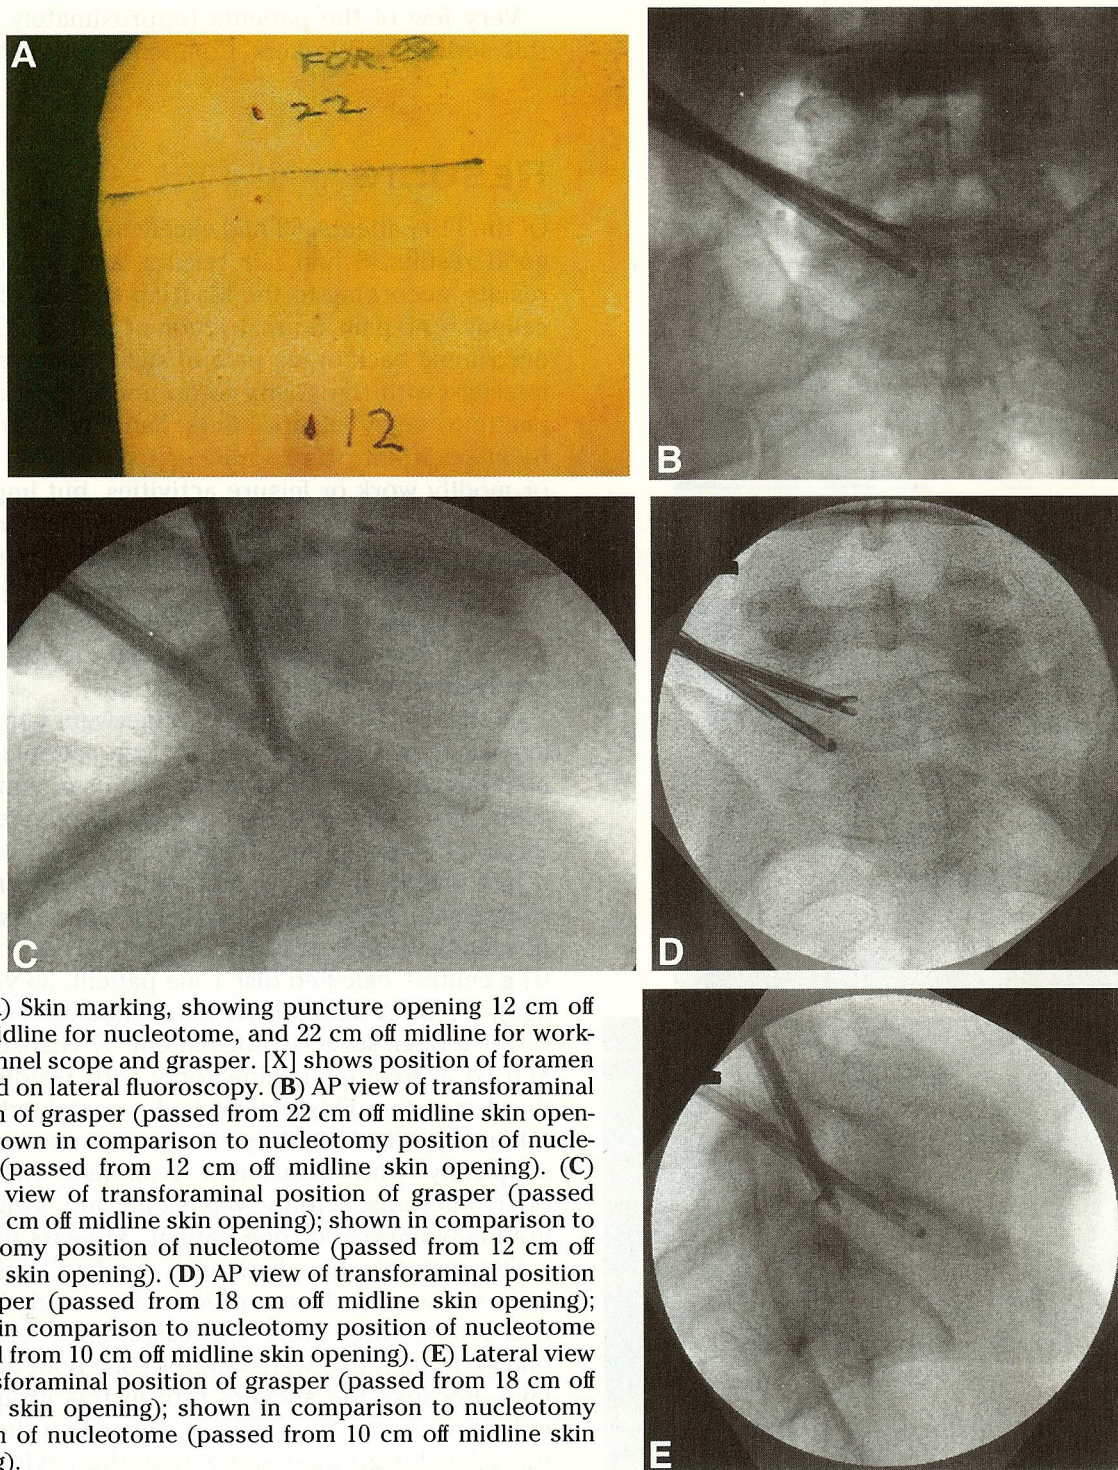 A
FOR.
22
12
B
C
D
) Skin marking, showing puncture opening 12 cm off
idline for nucleotome, and 22 cm off midline for work-
nnel scope and grasper. [X] shows position of foramen
d on lateral fluoroscopy. (B) AP view of transforaminal
n of grasper (passed from 22 cm off midline skin open-
hown in comparison to nucleotomy position of nucle-
(passed from 12 cm off midline skin opening). (C)
view of transforaminal position of grasper (passed
cm off midline skin opening); shown in comparison to
omy position of nucleotome (passed from 12 cm off
skin opening). (D) AP view of transforaminal position
sper (passed from 18 cm off midline skin opening);
in comparison to nucleotomy position of nucleotome
d from 10 cm off midline skin opening). (E) Lateral view
nsforaminal position of grasper (passed from 18 cm off
skin opening); shown in comparison to nucleotomy
n of nucleotome (passed from 10 cm off midline skin
g).
E